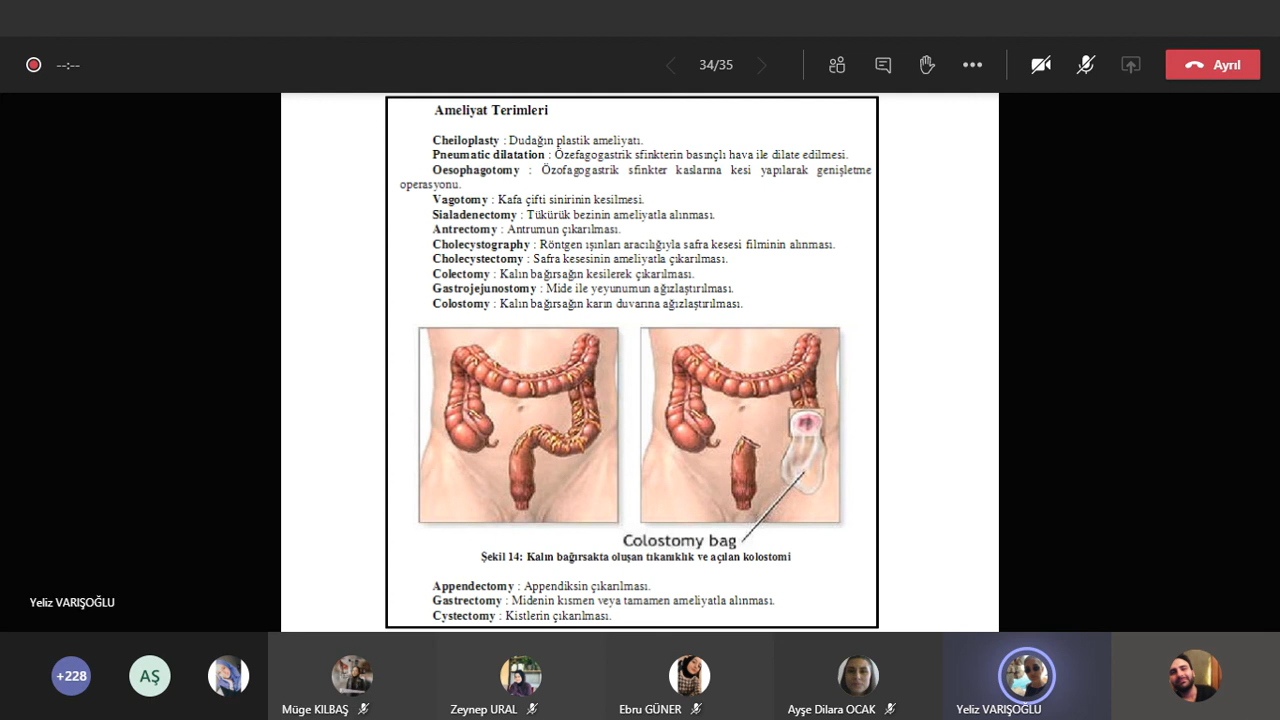 --:--
34/35
Ayrıl
Ameliyat Terimleri
Cheiloplasty : Dudağın plastik ameliyatı.
Pneumatic dilatation : Özefagogastrik sfinkterin basınçlı hava ile dilate edilmesi.
Oesophagotomy : Özofagogastrik sfinkter kaslarına kesi yapılarak genişletme
operasyonu.
Vagotomy : Kafa çifti sinirinin kesilmesi.
Sialadenectomy : Tükürük bezinin ameliyatla alınması.
Antrectomy : Antrumun çıkarılması.
Cholecystography : Röntgen ışınları aracılığıyla safra kesesi filminin alınması.
Cholecystectomy : Safra kesesinin ameliyatla çıkarılması.
Colectomy : Kalın bağırsağın kesilerek çıkarılması.
Gastrojejunostomy : Mide ile yeyunumun ağızlaştırılması.
Colostomy : Kalın bağırsağın karın duvarına ağızlaştırılması.
Colostomy bag
Şekil 14: Kalın bağırsakta oluşan tıkanıklık ve açılan kolostomi
Appendectomy : Appendiksin çıkarılması.
Gastrectomy : Midenin kısmen veya tamamen ameliyatla alınması.
Cystectomy : Kistlerin çıkarılması.
Yeliz VARIŞOĞLU
+228
AŞ
Müge KILBAŞ
Zeynep URAL
Ebru GÜNER
Ayşe Dilara OCAK
Yeliz VARIŞOĞLU